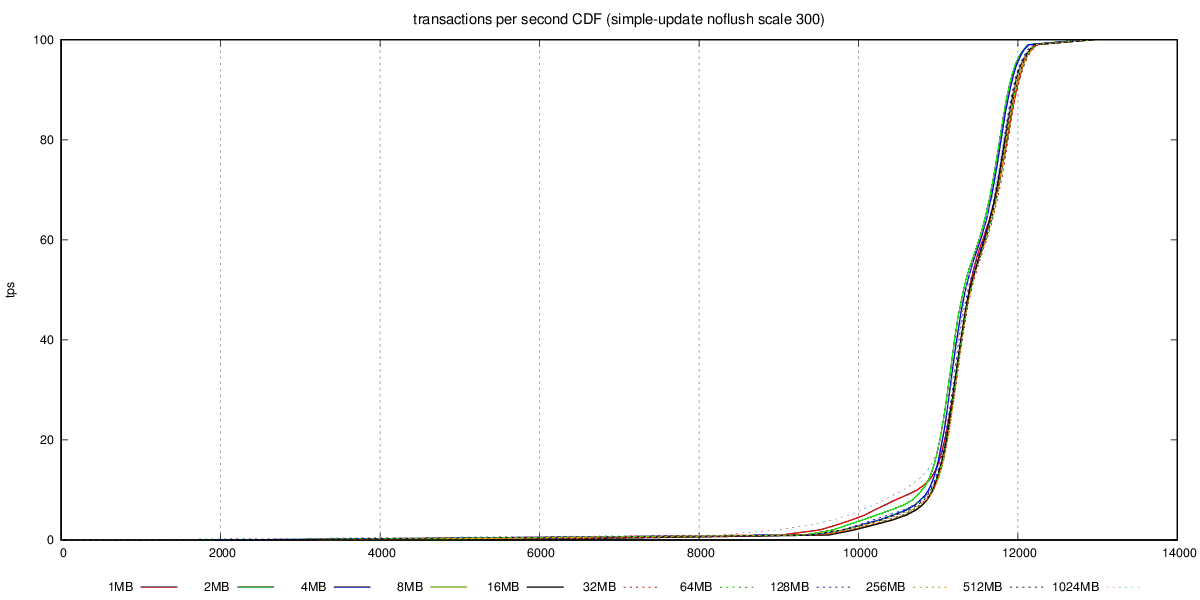 transactions per second CDF (simple-update noflush scale 300)
100
80
60
40
20
0
tps
0 2000 4000 6000 8000 10000 12000 14000
1MB 2MB 4MB 8MB 16MB 32MB 64MB 128MB 256MB 512MB 1024MB